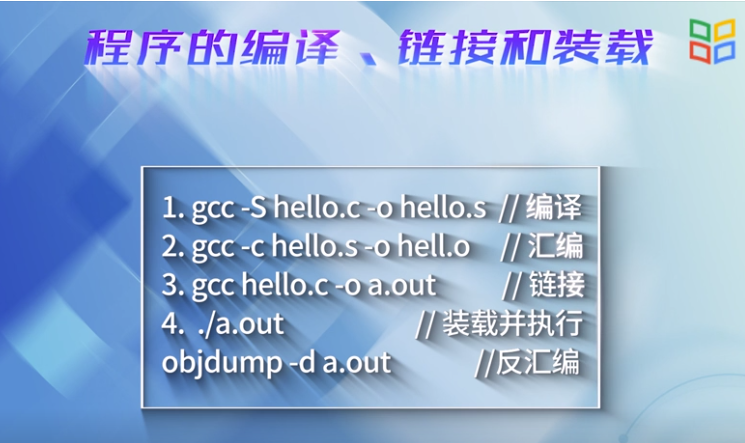 程序的编译、链接和装载
1. gcc -S hello.c -o hello.s // 编译
2. gcc -c hello.s -o hell.o // 汇编
3. gcc hello.c -o a.out // 链接
4. ./a.out // 装载并执行
objdump -d a.out //反汇编